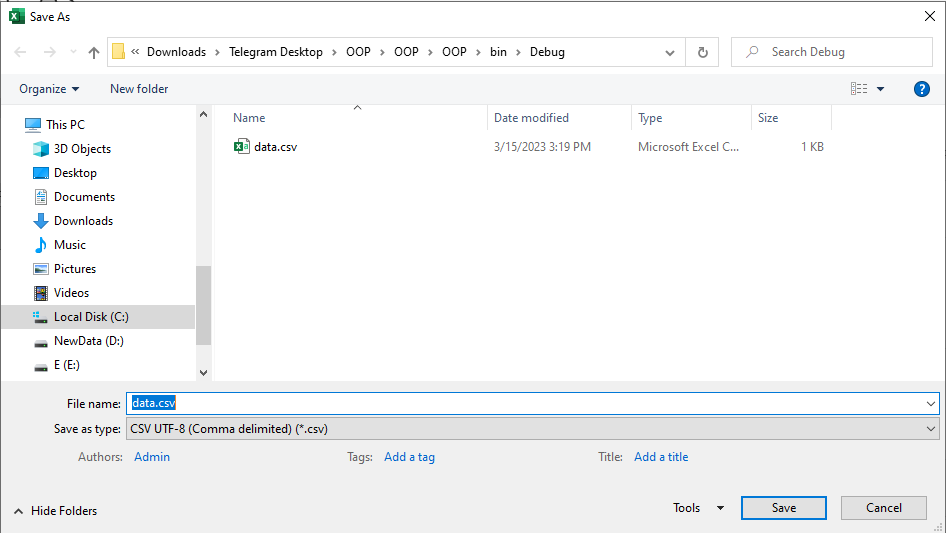 Save As
« Downloads › Telegram Desktop › OOP › OOP › OOP › bin › Debug
Search Debug
Organize
New folder
?
This PC
3D Objects
Desktop
Documents
Downloads
Music
Pictures
Videos
Local Disk (C:)
NewData (D:)
E (E:)
Name Date modified Type Size
data.csv 3/15/2023 3:19 PM Microsoft Excel C... 1 KB
File name: data.csv
Save as type: CSV UTF-8 (Comma delimited) (*.csv)
Authors: Admin Tags: Add a tag Title: Add a title
Hide Folders Tools Save Cancel